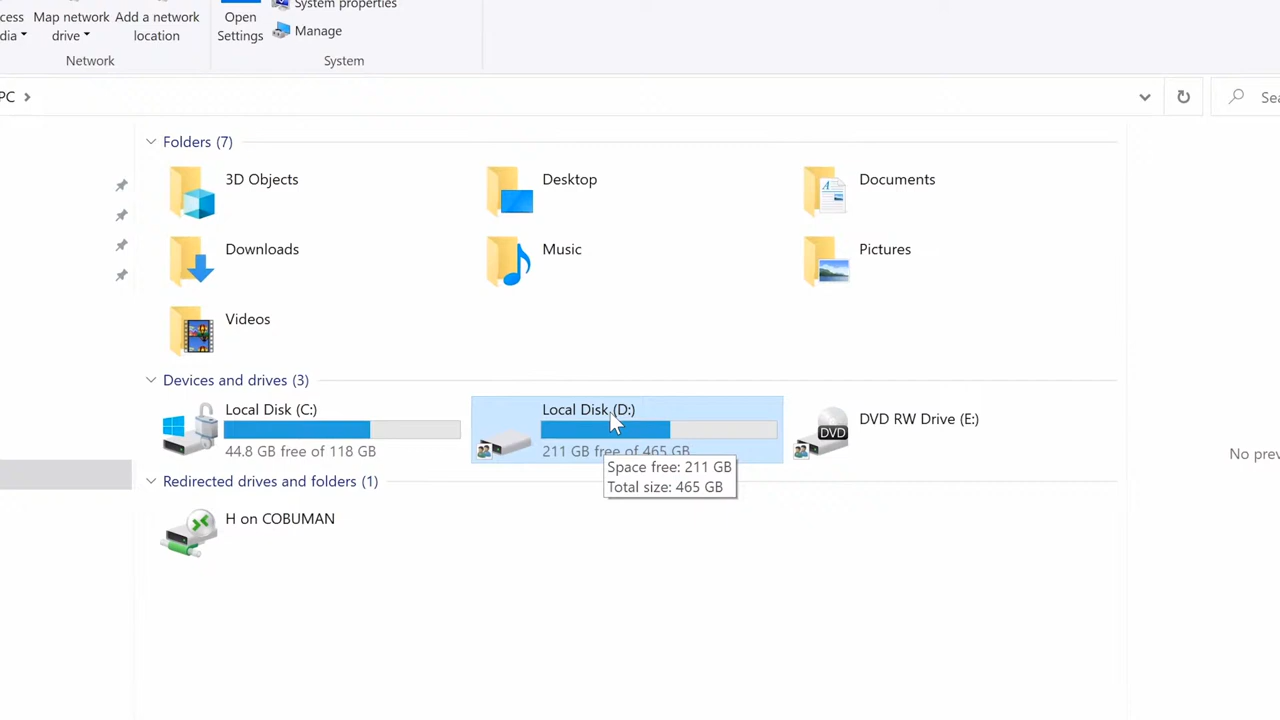 cess Map network Add a network Open System properties
dia drive location Settings Manage
Network System
PC Sea
Folders (7)
3D Objects Desktop Documents
Downloads Music Pictures
Videos
Devices and drives (3)
Local Disk (C:) Local Disk (D:) DVD RW Drive (E:)
DVD
44.8 GB free of 118 GB 211 GB free of 465 GB No prev
Space free: 211 GB
Total size: 465 GB
Redirected drives and folders (1)
H on COBUMAN